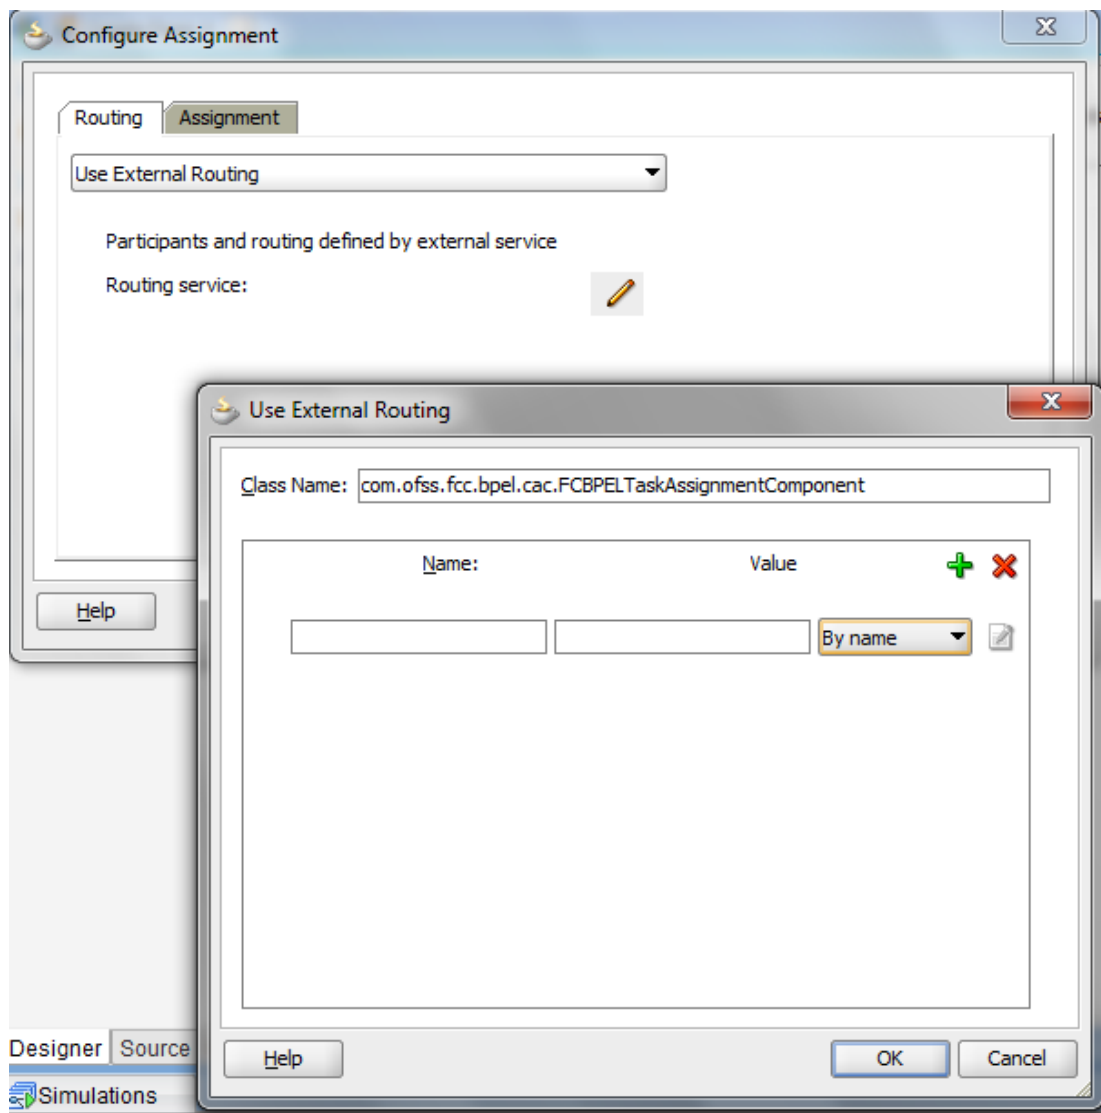 Configure Assignment
Routing Assignment
Use External Routing
Participants and routing defined by external service
Routing service:
Use External Routing
Class Name: com.ofss.fcc.bpel.cac.FCBPELTaskAssignmentComponent
Name: Value
By name
Help
Help OK Cancel
Designer Source
Simulations